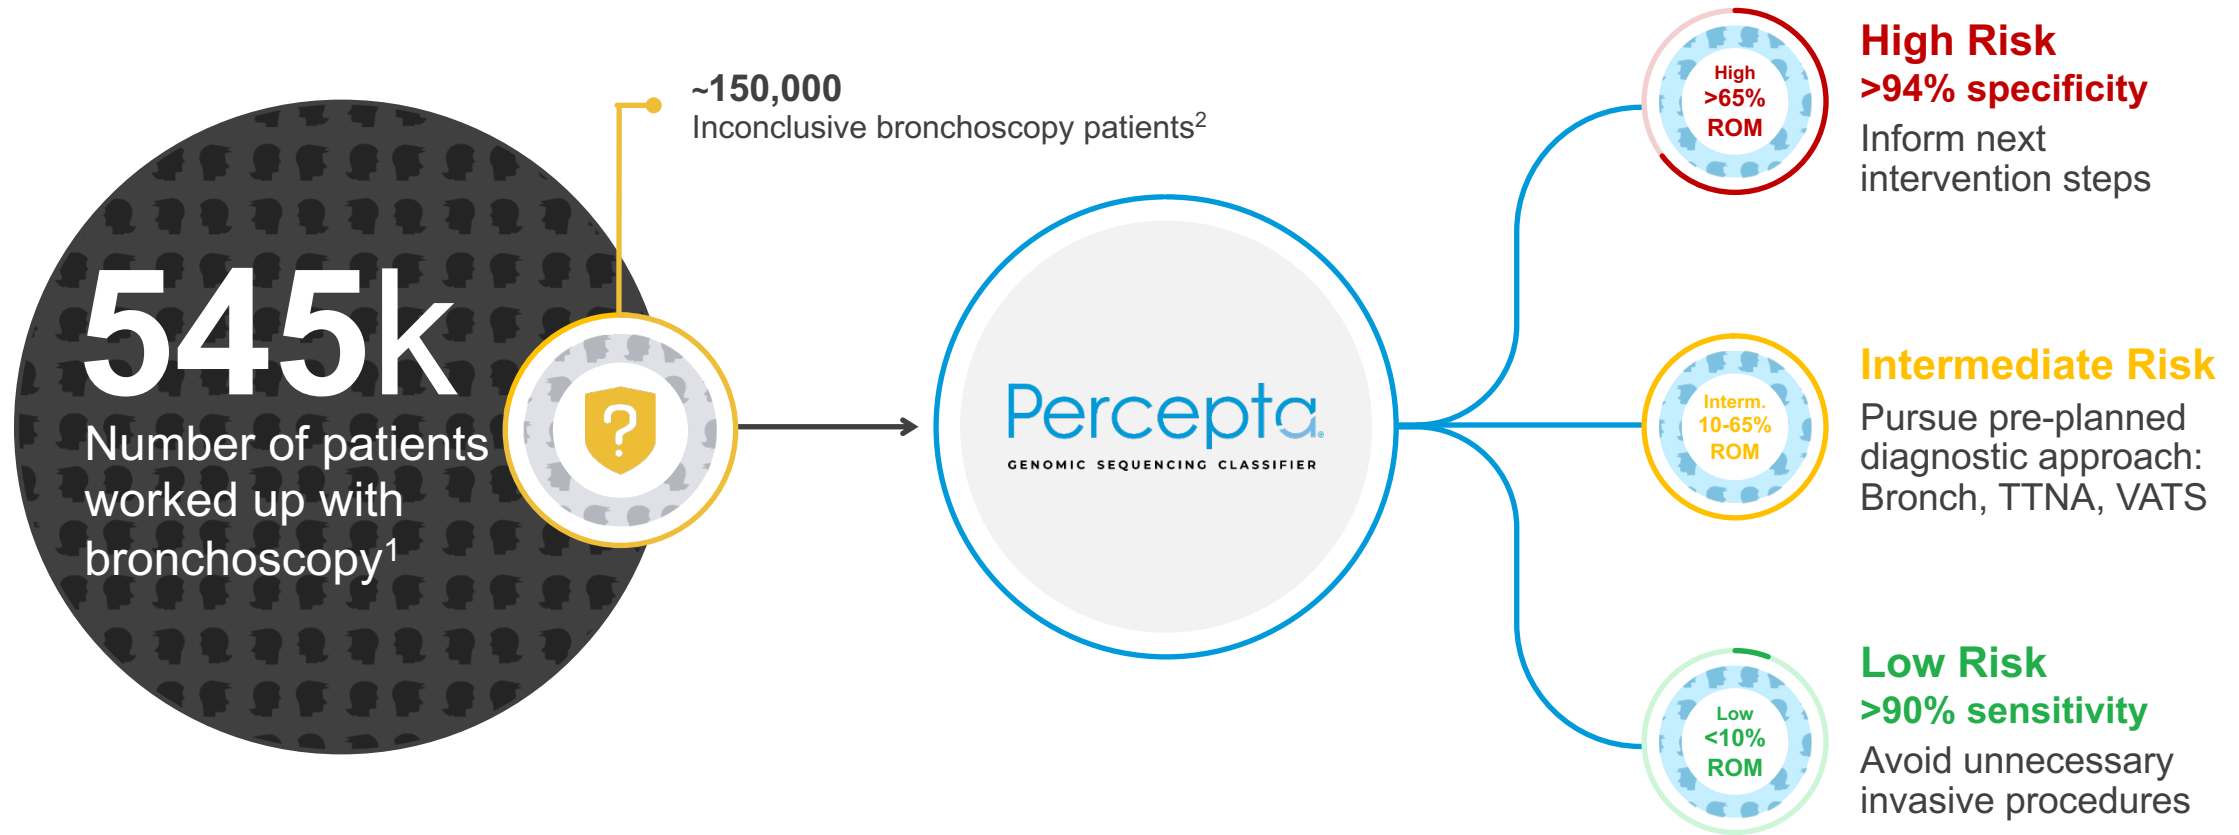 545k
Number of patients
worked up with
bronchoscopy1
~150,000
Inconclusive bronchoscopy patients2
?
Percepta®
GENOMIC SEQUENCING CLASSIFIER
High
>65%
ROM
High Risk
>94% specificity
Inform next
intervention steps
Interm.
10-65%
ROM
Intermediate Risk
Pursue pre-planned
diagnostic approach:
Bronch, TTNA, VATS
Low
<10%
ROM
Low Risk
>90% sensitivity
Avoid unnecessary
invasive procedures